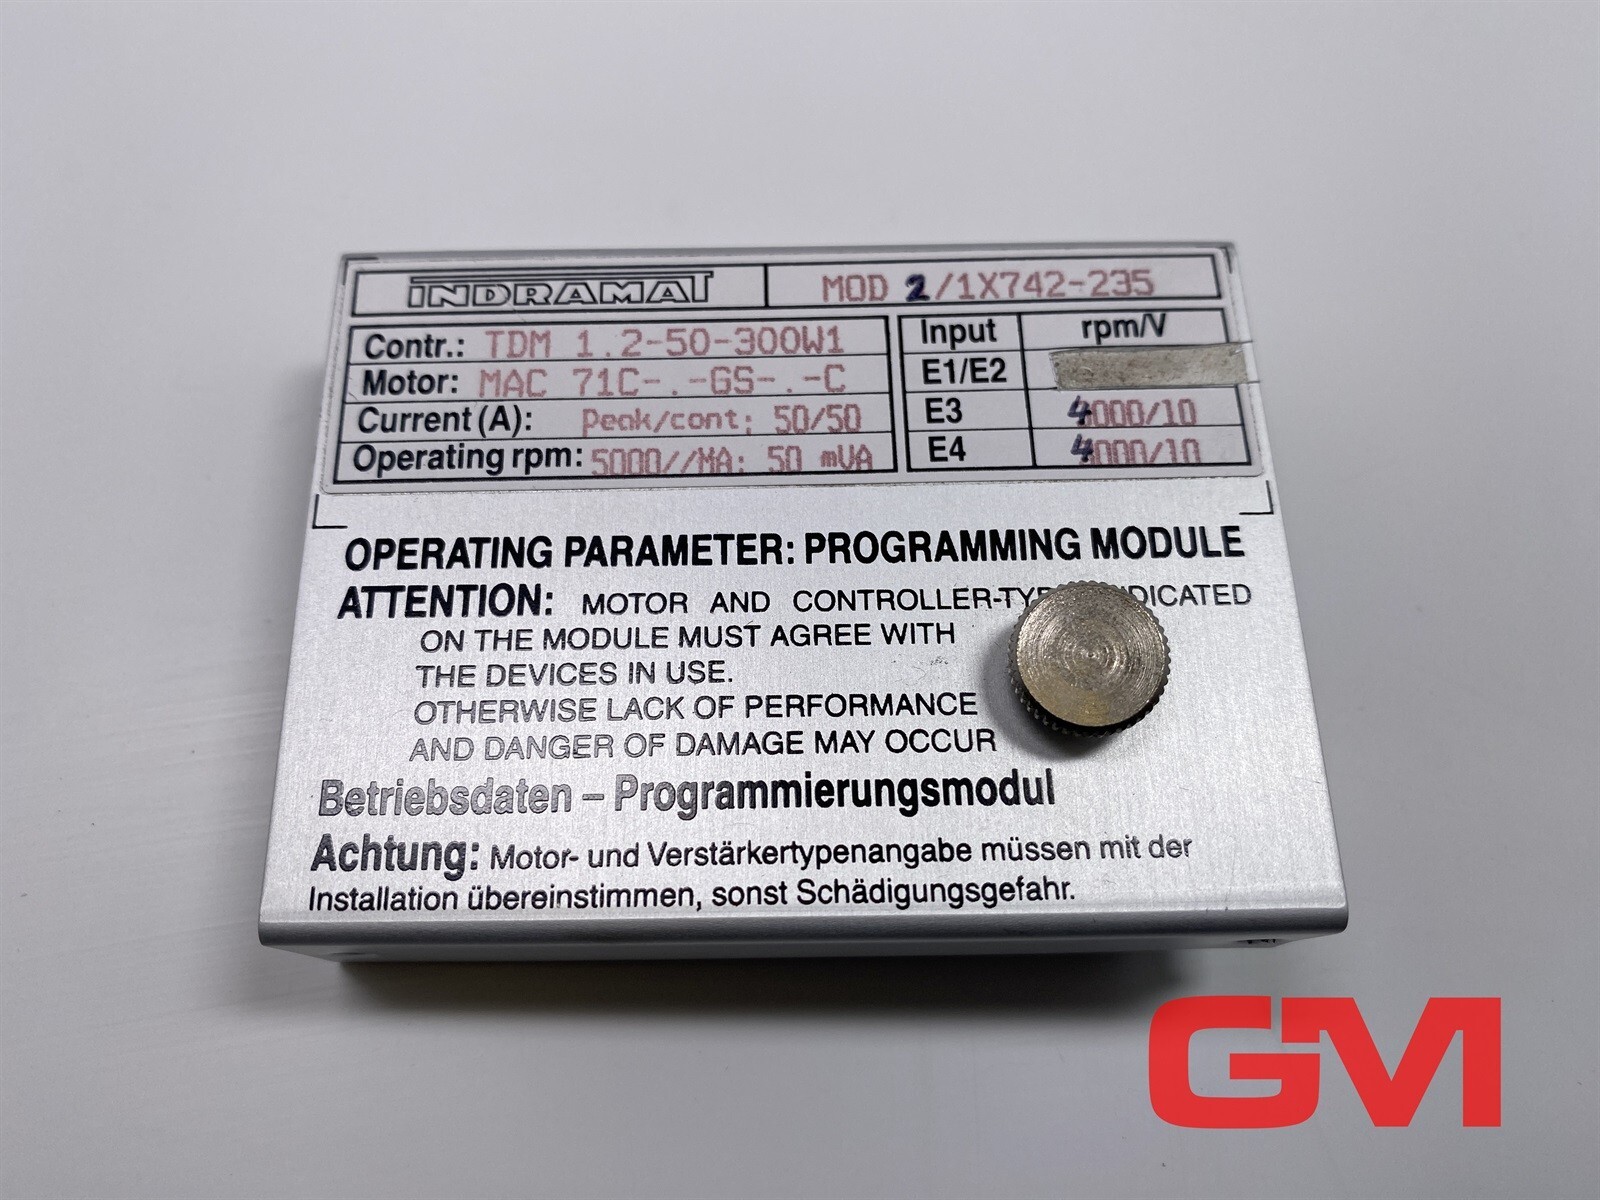 INDRAMAT MOD 2/1X742-235
Contr.: TDM 1.2-50-300W1
Motor: MAC 71C-.-GS-.-C
Current (A): Peak/cont: 50/50
Operating rpm: 5000//MA: 50 mVA
Input rpm/V
E1/E2
E3 4000/10
E4 4000/10
OPERATING PARAMETER: PROGRAMMING MODULE
ATTENTION: MOTOR AND CONTROLLER-TYPE INDICATED
ON THE MODULE MUST AGREE WITH
THE DEVICES IN USE.
OTHERWISE LACK OF PERFORMANCE
AND DANGER OF DAMAGE MAY OCCUR
Betriebsdaten – Programmierungsmodul
Achtung: Motor- und Verstärkertypenangabe müssen mit der
Installation übereinstimmen, sonst Schädigungsgefahr.
GM